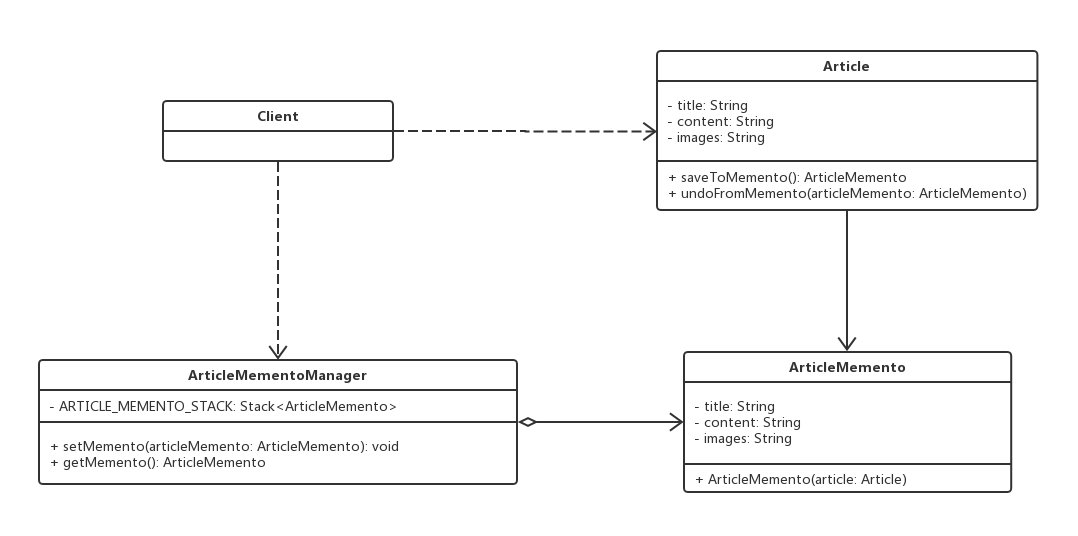 Client
Article
- title: String
- content: String
- images: String
+ saveToMemento(): ArticleMemento
+ undoFromMemento(articleMemento: ArticleMemento)
ArticleMementoManager
- ARTICLE_MEMENTO_STACK: Stack<ArticleMemento>
+ setMemento(articleMemento: ArticleMemento): void
+ getMemento(): ArticleMemento
ArticleMemento
- title: String
- content: String
- images: String
+ ArticleMemento(article: Article)